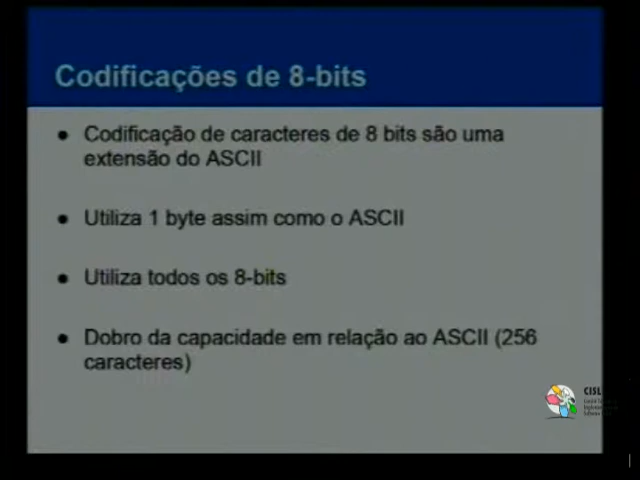 Codificações de 8-bits
● Codificação de caracteres de 8 bits são uma
extensão do ASCII
● Utiliza 1 byte assim como o ASCII
● Utiliza todos os 8-bits
● Dobro da capacidade em relação ao ASCII (256
caracteres)
CISL